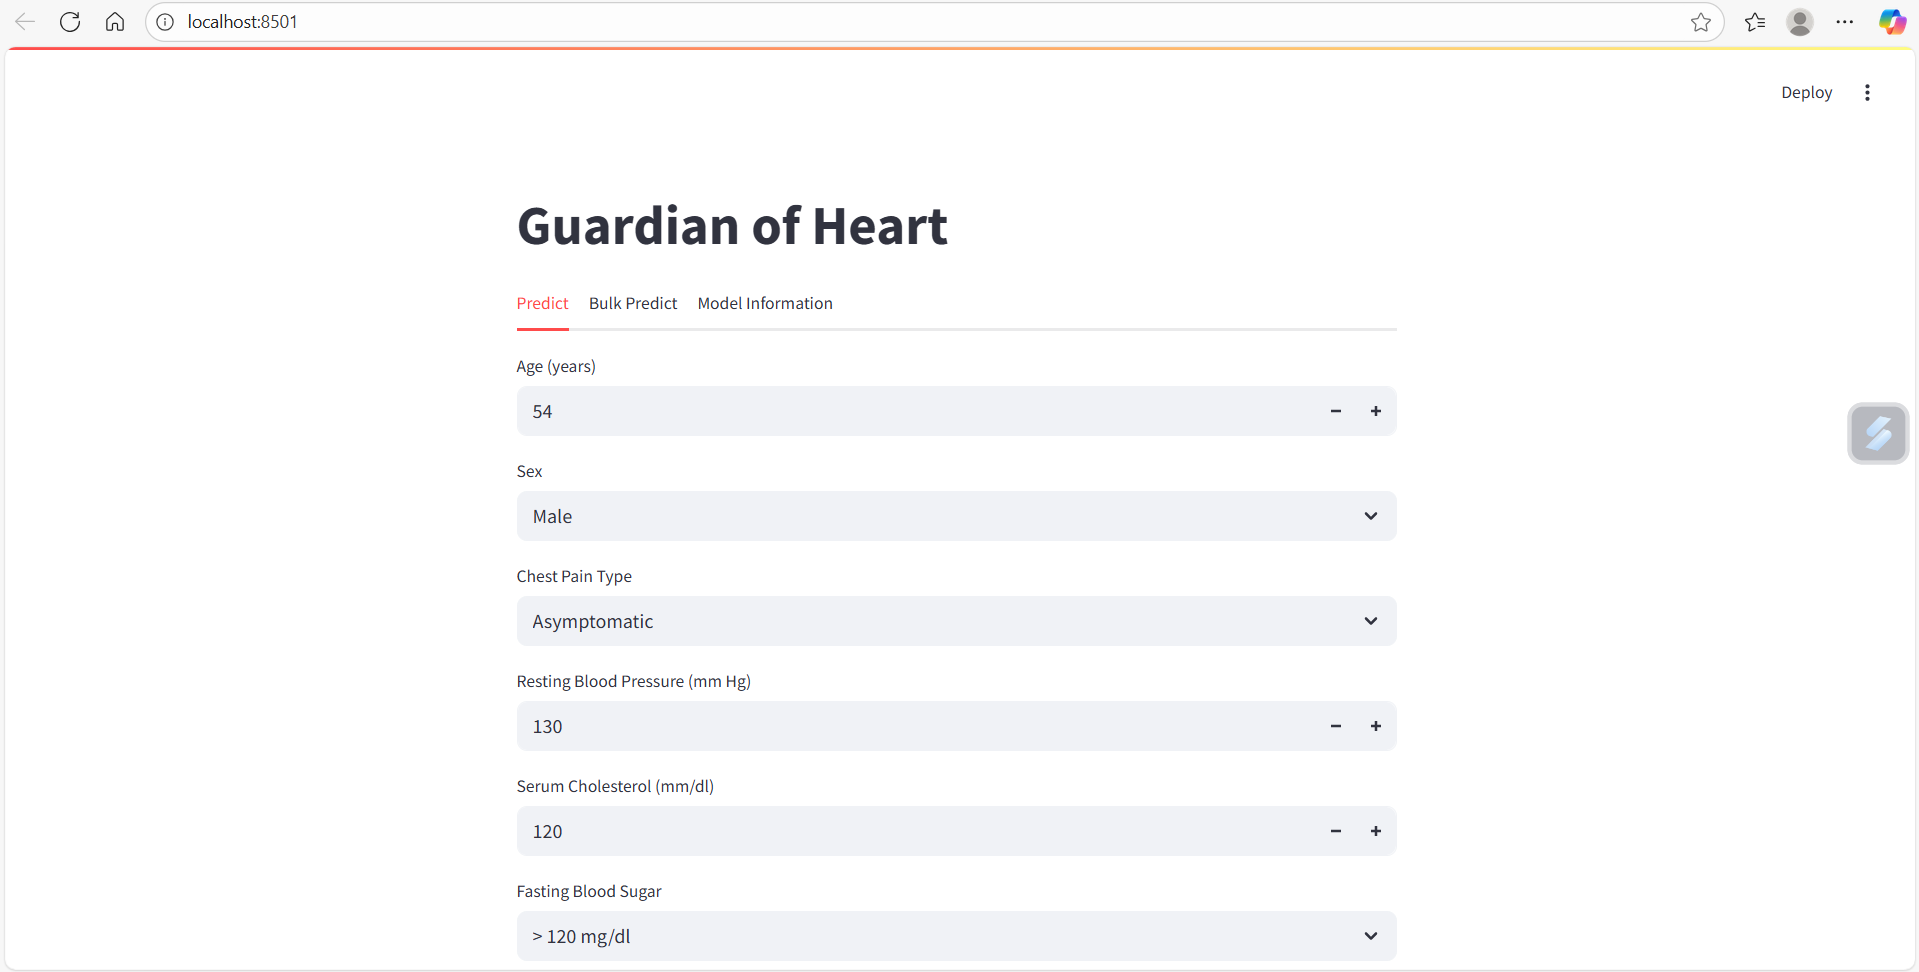 localhost:8501
Deploy
Guardian of Heart
Predict Bulk Predict Model Information
Age (years)
54
Sex
Male
Chest Pain Type
Asymptomatic
Resting Blood Pressure (mm Hg)
130
Serum Cholesterol (mm/dl)
120
Fasting Blood Sugar
> 120 mg/dl